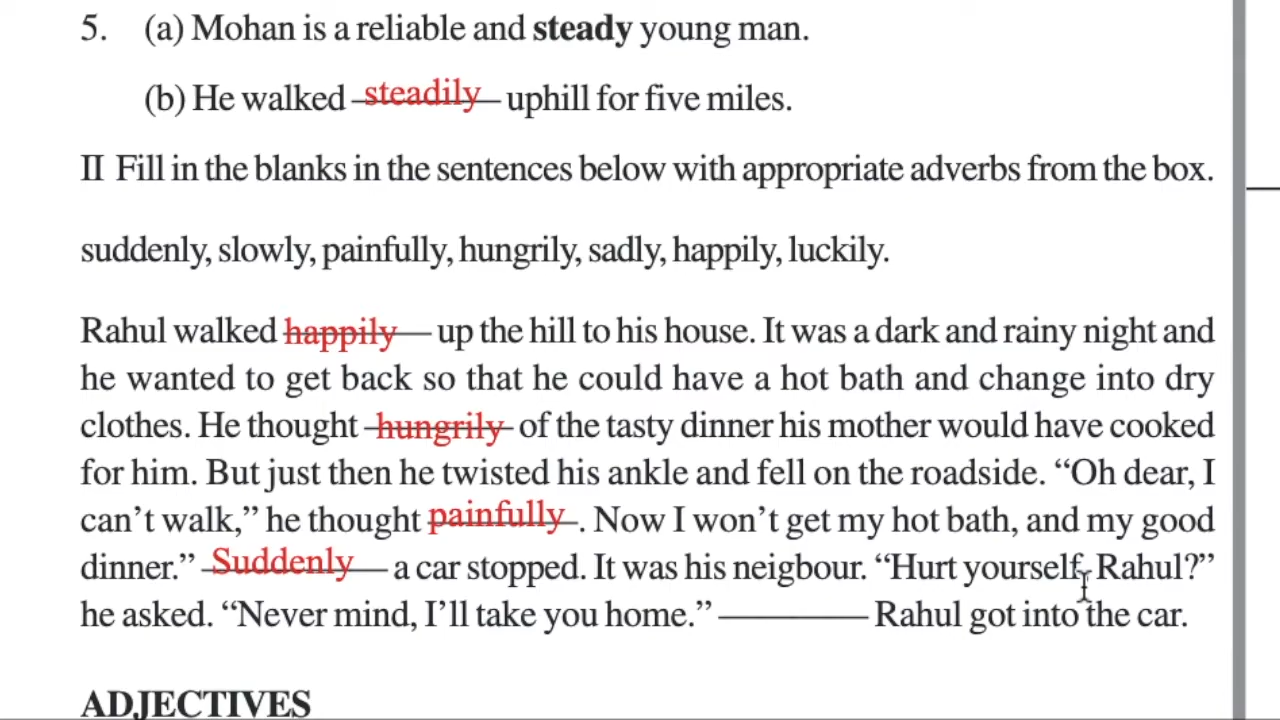 5. (a) Mohan is a reliable and steady young man.
(b) He walked steadily uphill for five miles.
II Fill in the blanks in the sentences below with appropriate adverbs from the box.
suddenly, slowly, painfully, hungrily, sadly, happily, luckily.
Rahul walked happily up the hill to his house. It was a dark and rainy night and
he wanted to get back so that he could have a hot bath and change into dry
clothes. He thought hungrily of the tasty dinner his mother would have cooked
for him. But just then he twisted his ankle and fell on the roadside. “Oh dear, I
can’t walk,” he thought painfully. Now I won’t get my hot bath, and my good
dinner.” Suddenly a car stopped. It was his neigbour. “Hurt yourself, Rahul?”
he asked. “Never mind, I’ll take you home.” ———— Rahul got into the car.
ADJECTIVES